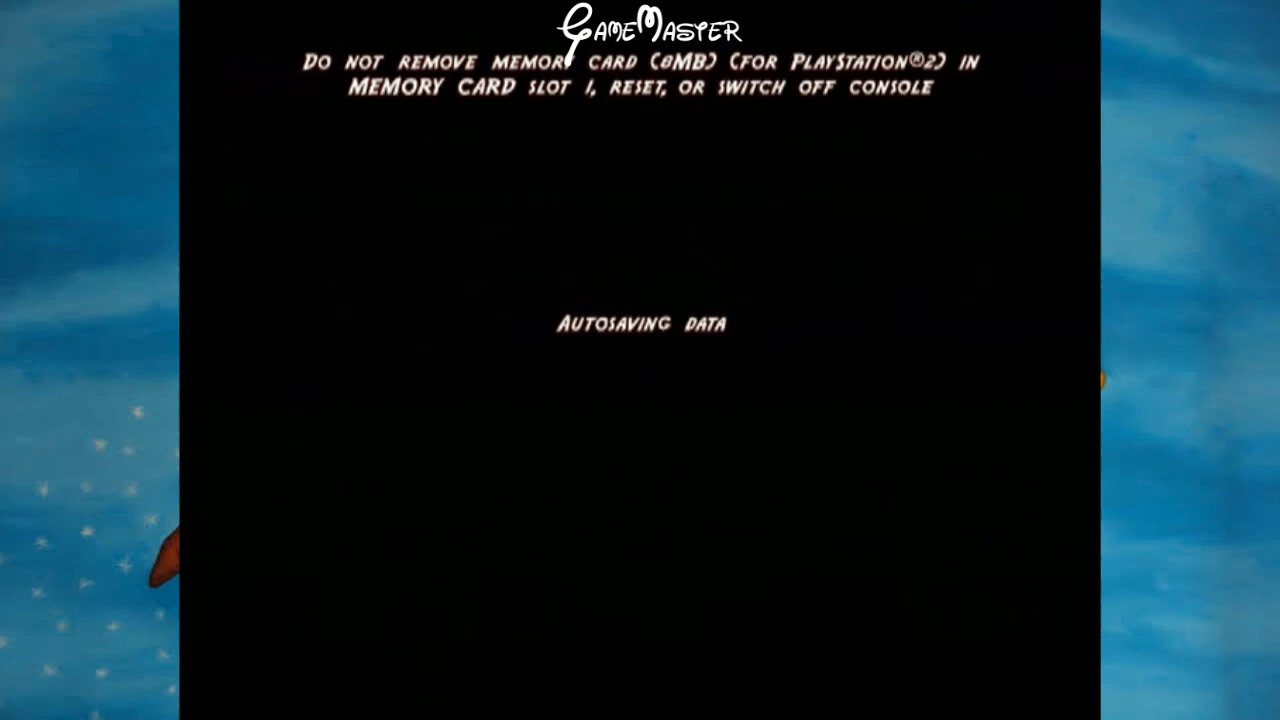 GameMaster
Do not remove memory card (8MB) (for PlayStation®2) in
MEMORY CARD slot 1, reset, or switch off console
Autosaving data